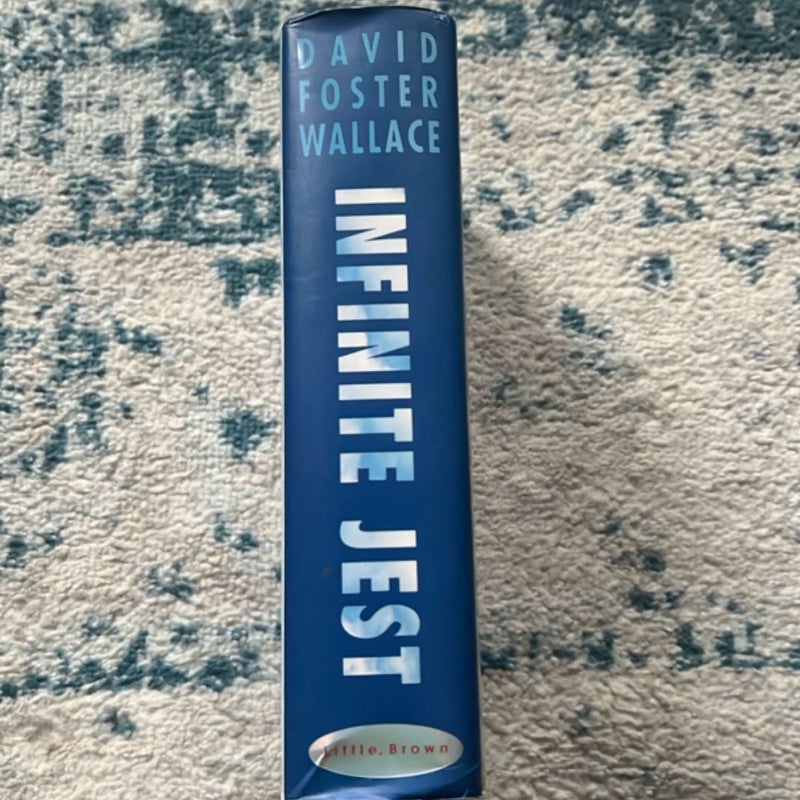 DAVID
FOSTER
WALLACE
INFINITE JEST
Little, Brown